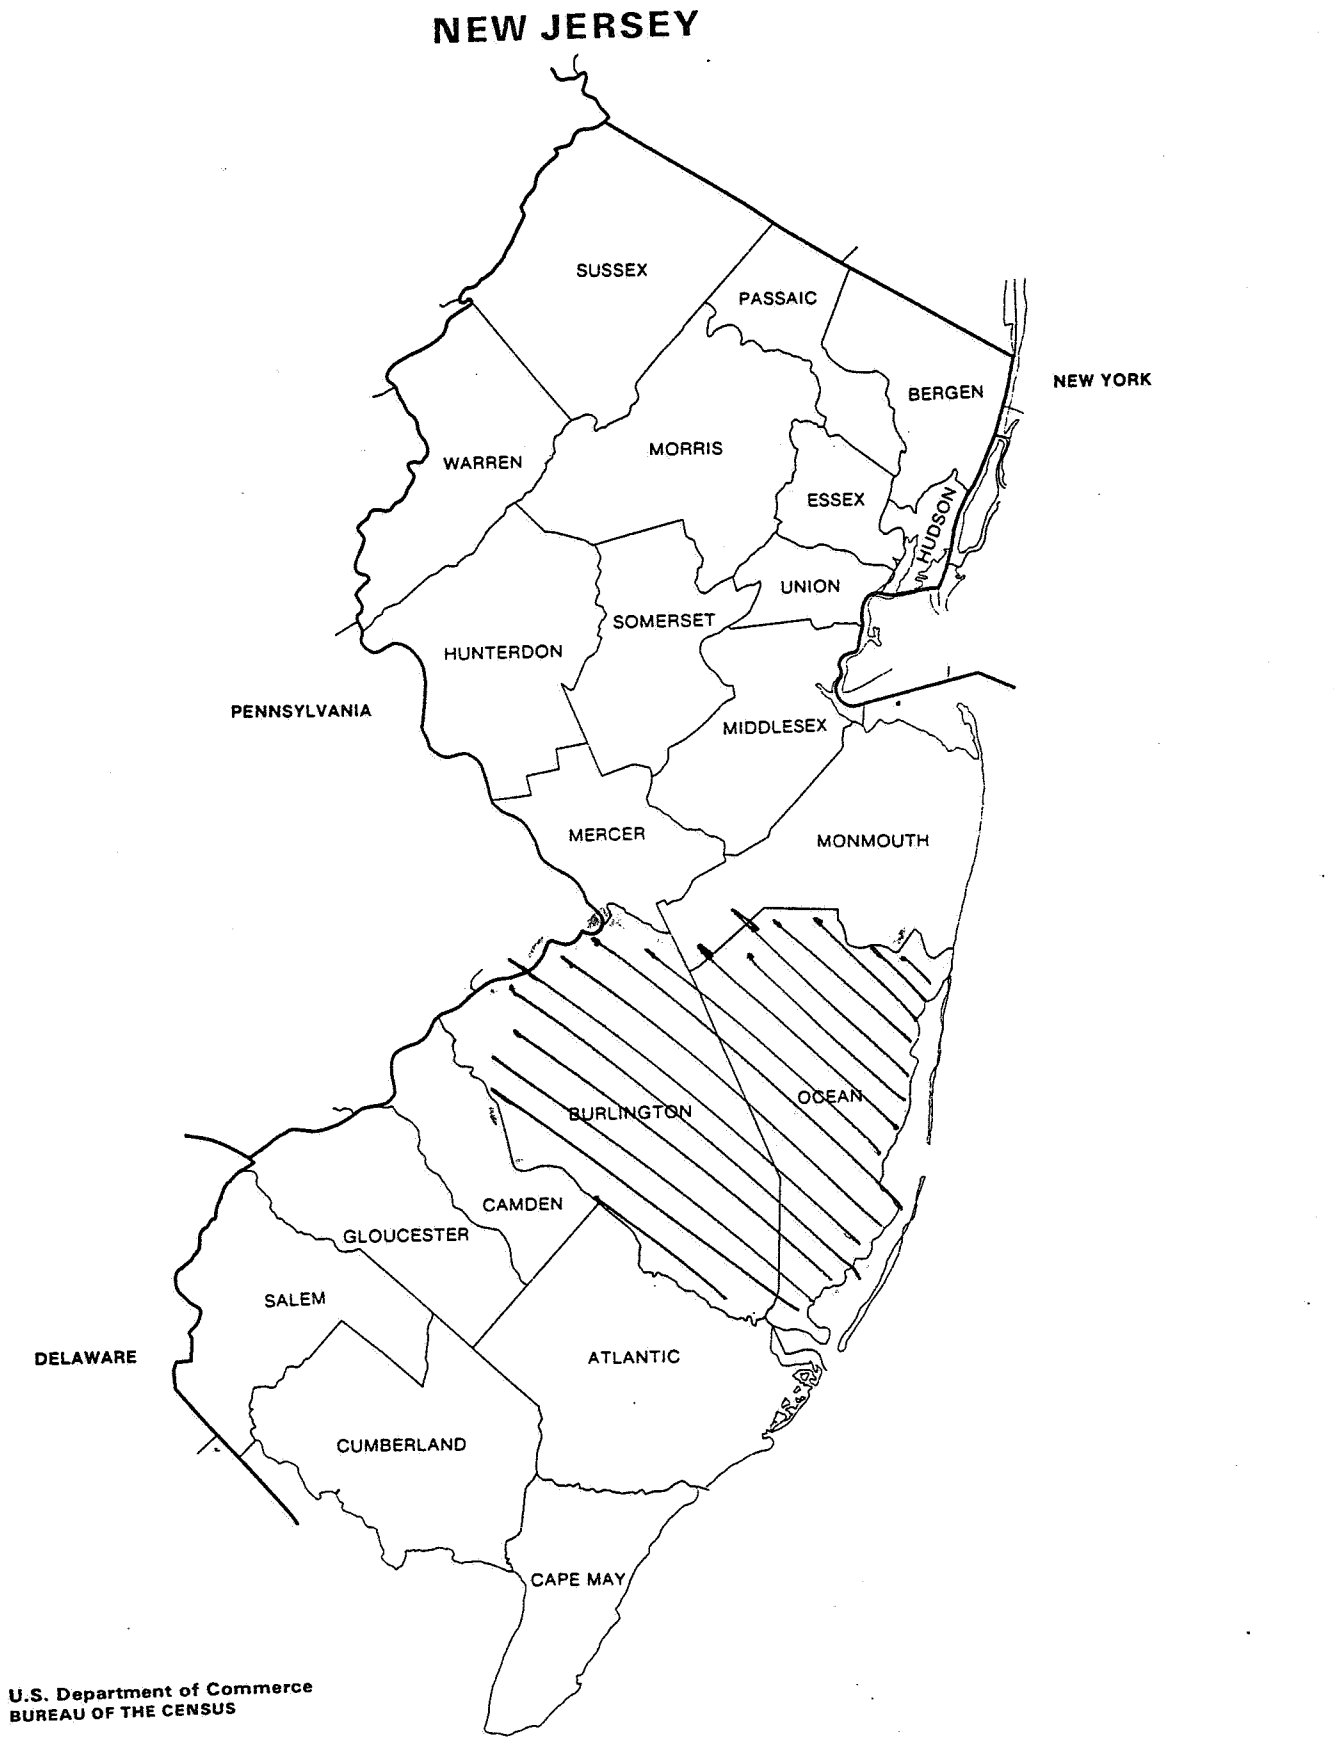 NEW JERSEY
SUSSEX
PASSAIC
NEW YORK
BERGEN
MORRIS
WARREN
ESSEX
HUDSON
UNION
SOMERSET
HUNTERDON
PENNSYLVANIA
MIDDLESEX
MERCER
MONMOUTH
OCEAN
BURLINGTON
CAMDEN
GLOUCESTER
SALEM
DELAWARE
ATLANTIC
CUMBERLAND
CAPE MAY
U.S. Department of Commerce
BUREAU OF THE CENSUS